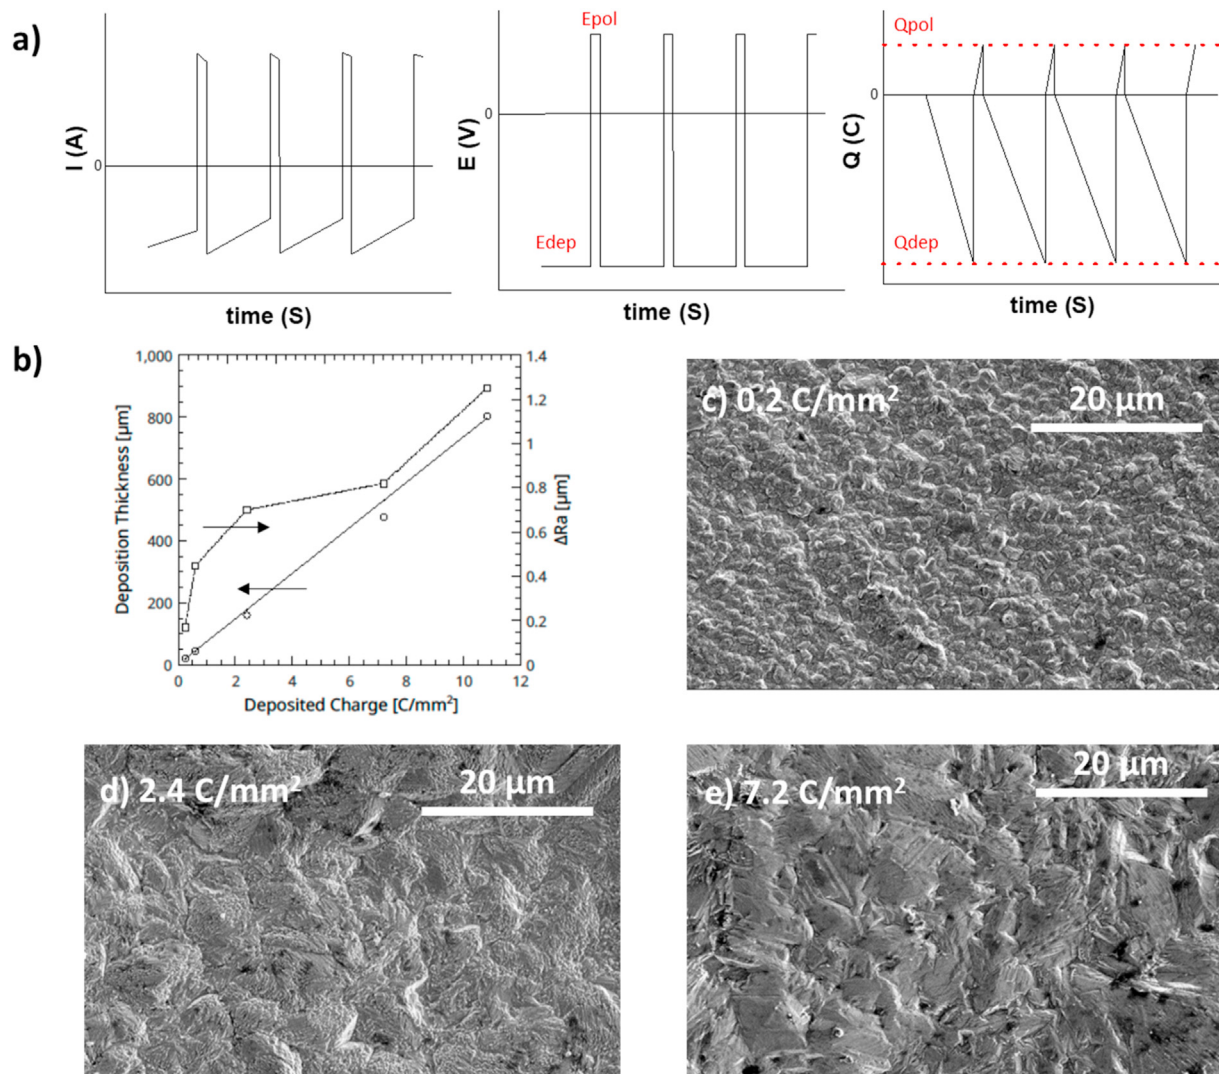 a)
I (A)
0
time (S)
E (V)
0
Epol
Edep
time (S)
Q (C)
0
Qpol
Qdep
time (S)
b)
Deposition Thickness [µm]
1,000
800
600
400
200
0
0 2 4 6 8 10 12
Deposited Charge [C/mm²]
1.4
1.2
1
0.8
0.6
0.4
0.2
0
ΔRa [µm]
c) 0.2 C/mm²
20 µm
d) 2.4 C/mm²
20 µm
e) 7.2 C/mm²
20 µm